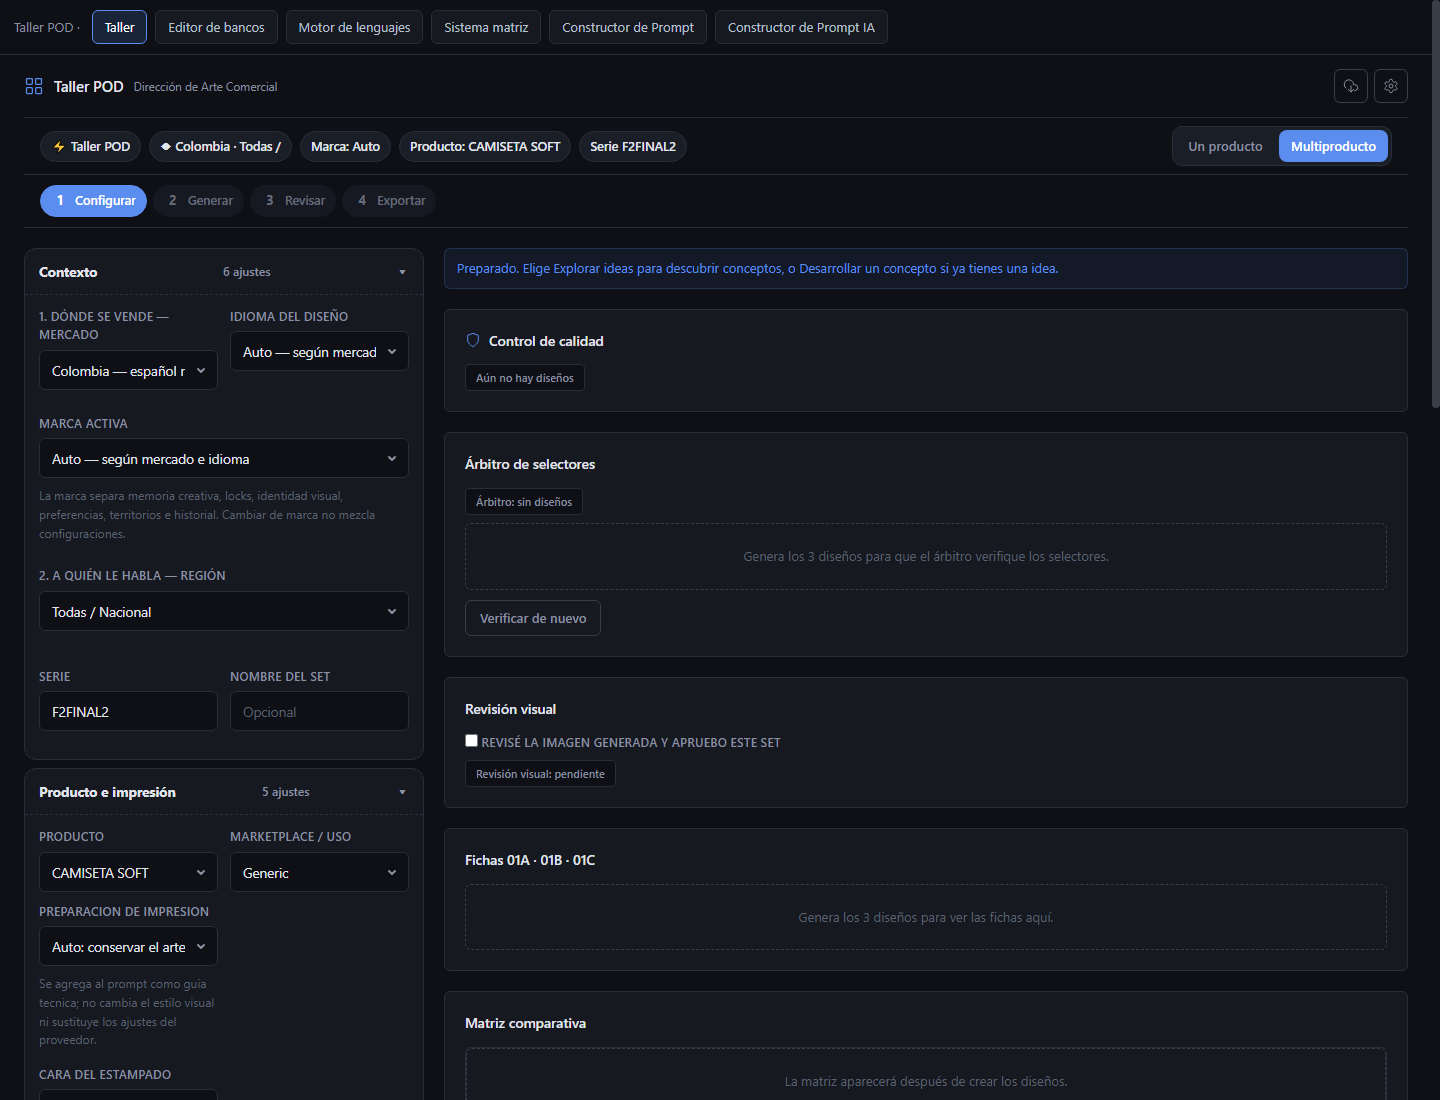 Taller POD ·
Taller
Editor de bancos
Motor de lenguajes
Sistema matriz
Constructor de Prompt
Constructor de Prompt IA
Taller POD
Dirección de Arte Comercial
Taller POD
Colombia · Todas /
Marca: Auto
Producto: CAMISETA SOFT
Serie F2FINAL2
Un producto
Multiproducto
1 Configurar
2 Generar
3 Revisar
4 Exportar
Contexto
6 ajustes
1. DÓNDE SE VENDE —
MERCADO
Colombia — español r
IDIOMA DEL DISEÑO
Auto — según mercad
MARCA ACTIVA
Auto — según mercado e idioma
La marca separa memoria creativa, locks, identidad visual,
preferencias, territorios e historial. Cambiar de marca no mezcla
configuraciones.
2. A QUIÉN LE HABLA — REGIÓN
Todas / Nacional
SERIE
F2FINAL2
NOMBRE DEL SET
Opcional
Producto e impresión
5 ajustes
PRODUCTO
CAMISETA SOFT
MARKETPLACE / USO
Generic
PREPARACION DE IMPRESION
Auto: conservar el arte
Se agrega al prompt como guia
tecnica; no cambia el estilo visual
ni sustituye los ajustes del
proveedor.
CARA DEL ESTAMPADO
Preparado. Elige Explorar ideas para descubrir conceptos, o Desarrollar un concepto si ya tienes una idea.
Control de calidad
Aún no hay diseños
Árbitro de selectores
Árbitro: sin diseños
Genera los 3 diseños para que el árbitro verifique los selectores.
Verificar de nuevo
Revisión visual
REVISÉ LA IMAGEN GENERADA Y APRUEBO ESTE SET
Revisión visual: pendiente
Fichas 01A · 01B · 01C
Genera los 3 diseños para ver las fichas aquí.
Matriz comparativa
La matriz aparecerá después de crear los diseños.